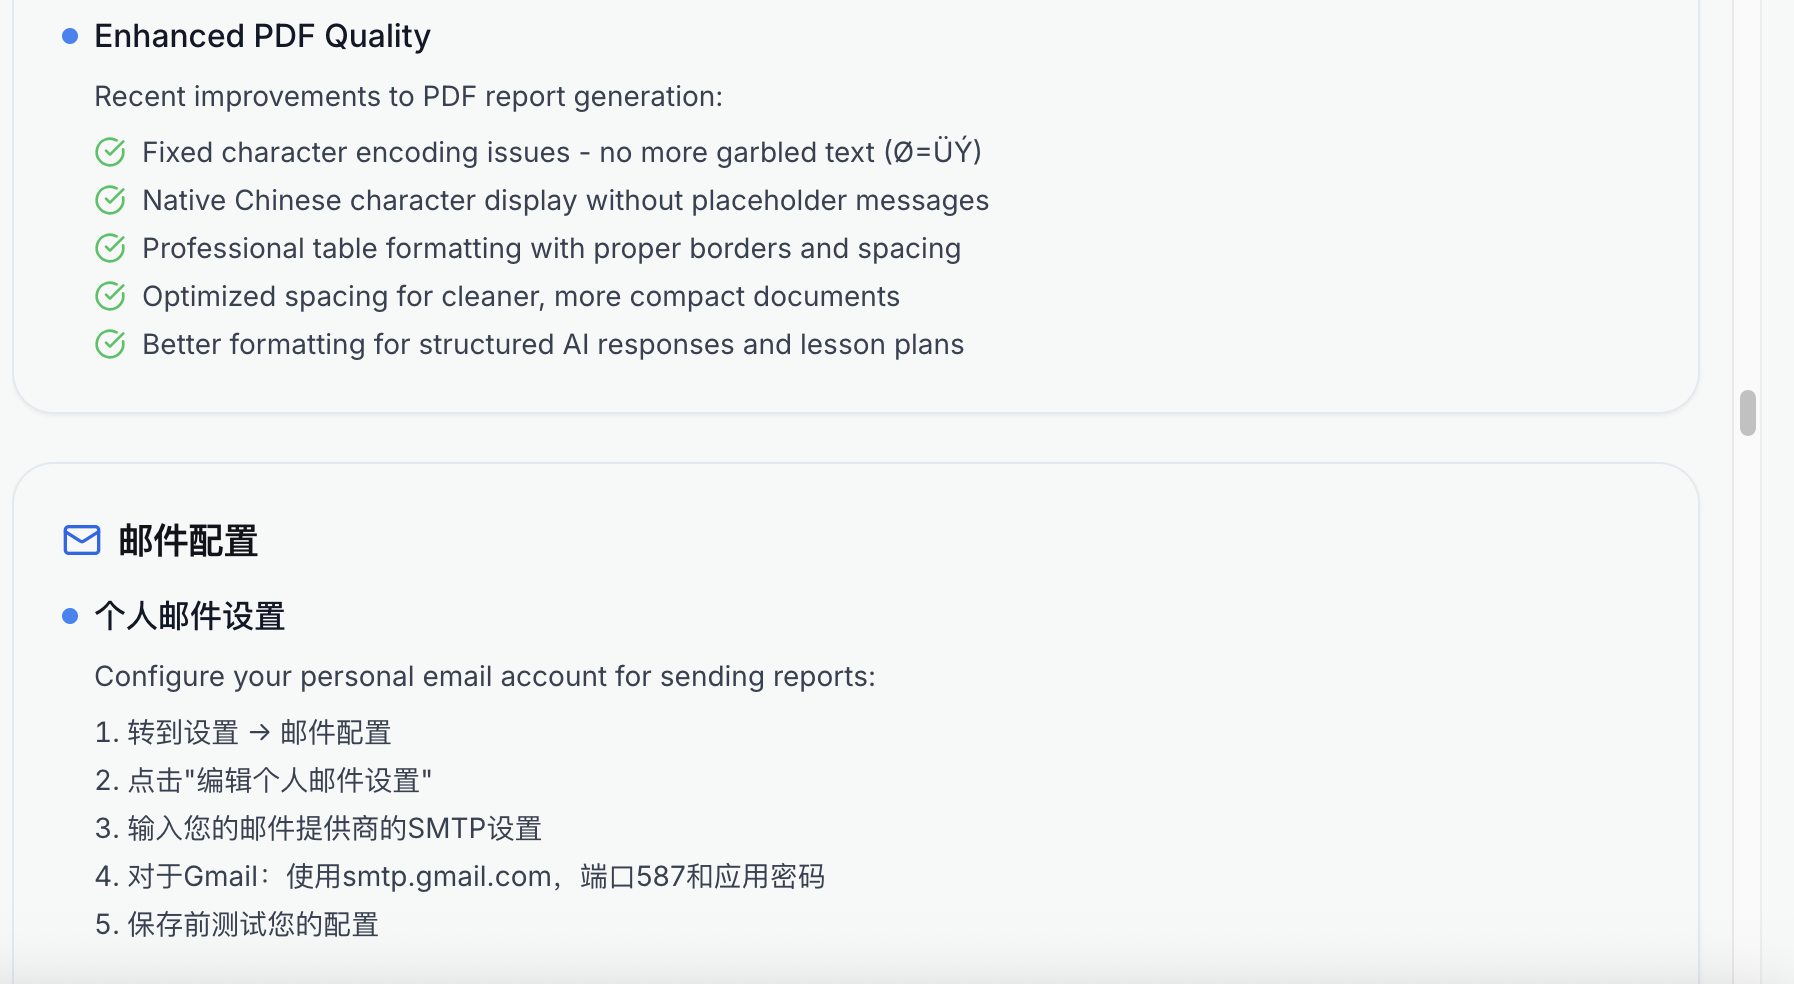 Enhanced PDF Quality
Recent improvements to PDF report generation:
Fixed character encoding issues - no more garbled text (Ø=ÜÝ)
Native Chinese character display without placeholder messages
Professional table formatting with proper borders and spacing
Optimized spacing for cleaner, more compact documents
Better formatting for structured AI responses and lesson plans
邮件配置
个人邮件设置
Configure your personal email account for sending reports:
1. 转到设置 → 邮件配置
2. 点击"编辑个人邮件设置"
3. 输入您的邮件提供商的SMTP设置
4. 对于Gmail：使用smtp.gmail.com，端口587和应用密码
5. 保存前测试您的配置